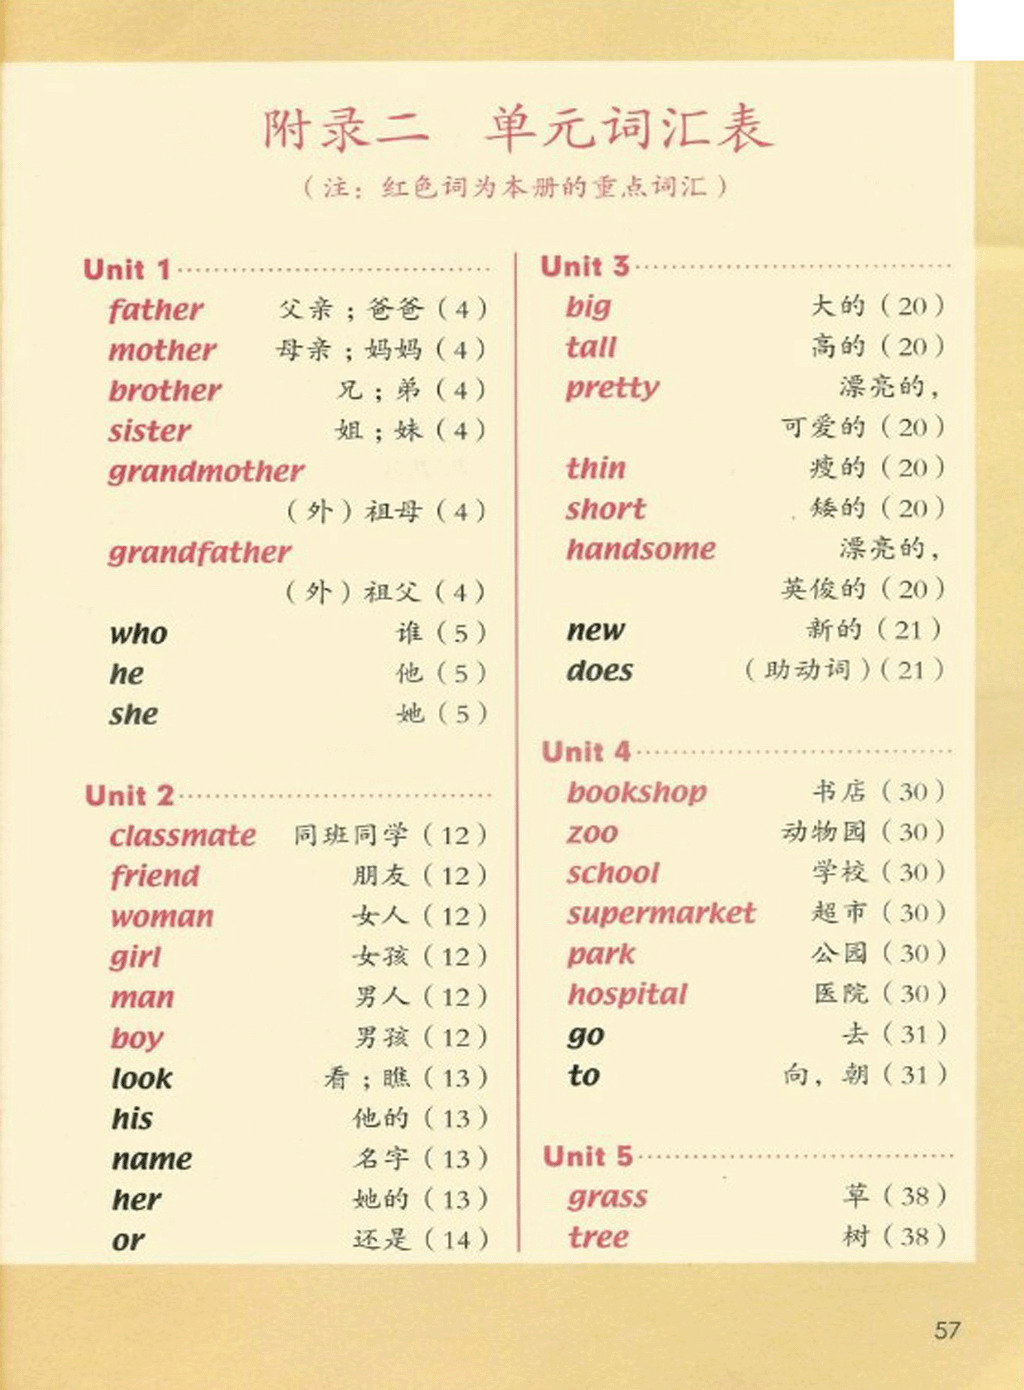 附录二 单元词汇表
（注：红色词为本册的重点词汇）
Unit 1
father 父亲；爸爸（4）
mother 母亲；妈妈（4）
brother 兄；弟（4）
sister 姐；妹（4）
grandmother
（外）祖母（4）
grandfather
（外）祖父（4）
who 谁（5）
he 他（5）
she 她（5）
Unit 2
classmate 同班同学（12）
friend 朋友（12）
woman 女人（12）
girl 女孩（12）
man 男人（12）
boy 男孩（12）
look 看；瞧（13）
his 他的（13）
name 名字（13）
her 她的（13）
or 还是（14）
Unit 3
big 大的（20）
tall 高的（20）
pretty 漂亮的，
可爱的（20）
thin 瘦的（20）
short 矮的（20）
handsome 漂亮的，
英俊的（20）
new 新的（21）
does （助动词）（21）
Unit 4
bookshop 书店（30）
zoo 动物园（30）
school 学校（30）
supermarket 超市（30）
park 公园（30）
hospital 医院（30）
go 去（31）
to 向，朝（31）
Unit 5
grass 草（38）
tree 树（38）
57